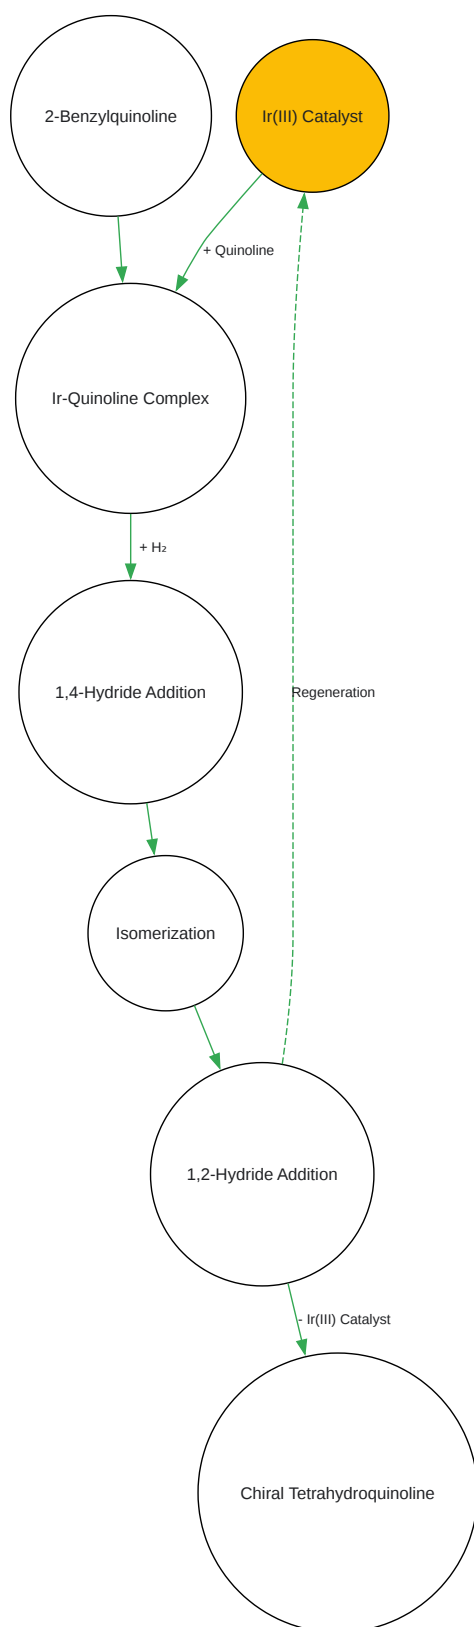 2-Benzylquinoline
Ir(III) Catalyst
+ Quinoline
Ir-Quinoline Complex
+ H₂
1,4-Hydride Addition
Regeneration
Isomerization
1,2-Hydride Addition
- Ir(III) Catalyst
Chiral Tetrahydroquinoline